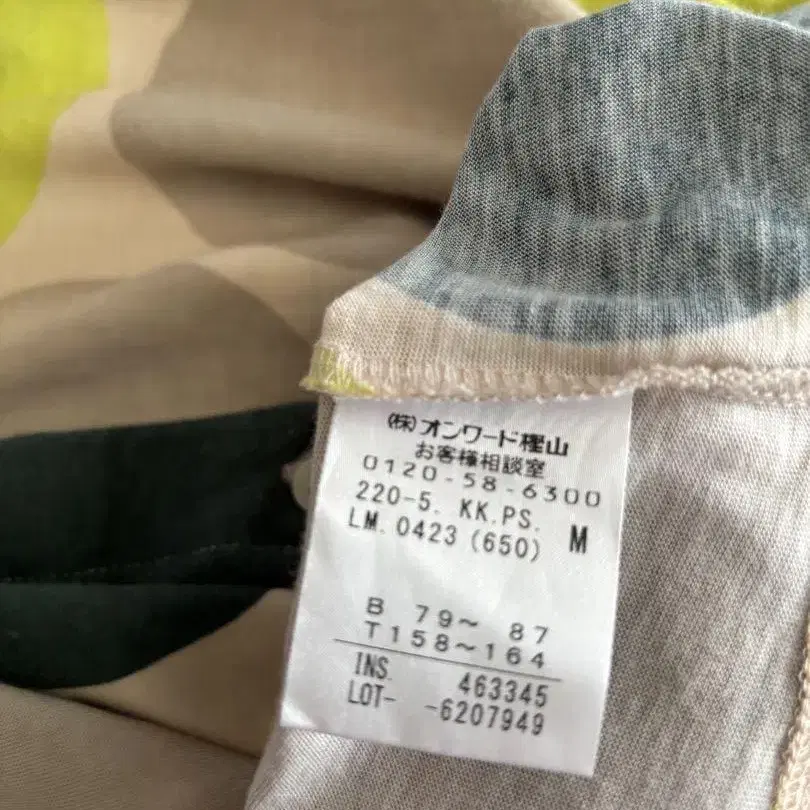 (株)オンワード樫山
お客様相談室
0120-58-6300
220-5. KK.PS.
LM. 0423 (650) M
B 79～ 87
T158～164
INS. 463345
LOT- -6207949